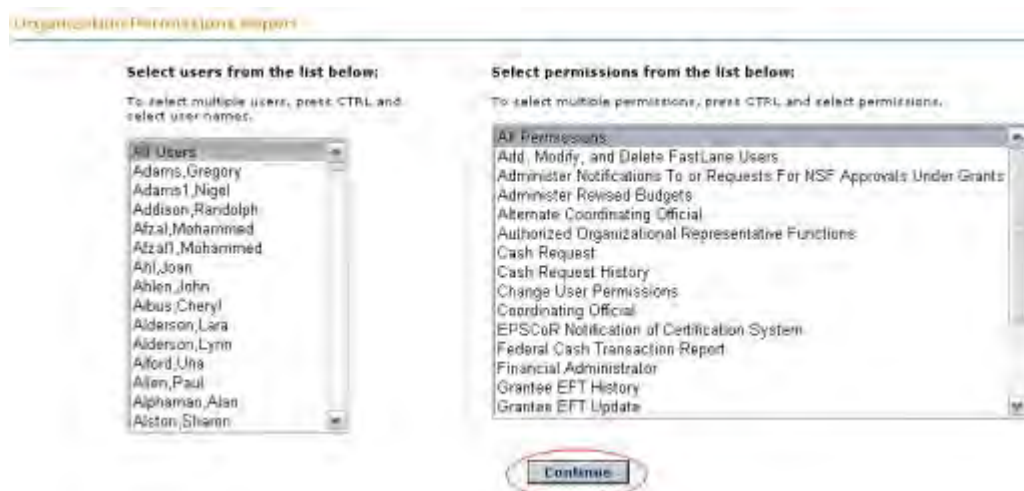 Organization Permissions Report
Select users from the list below:
To select multiple users, press CTRL and
select user names.
All Users
Adams,Gregory
Adams1,Nigel
Addison,Randolph
Afzal,Mohammed
Afzal1,Mohammed
Ahl,Joan
Ahlen,John
Aibus,Cheryl
Alderson,Lara
Alderson,Lynn
Alford,Una
Allen,Paul
Alphaman,Alan
Alston,Sharon
Select permissions from the list below:
To select multiple permissions, press CTRL and select permissions.
All Permissions
Add, Modify, and Delete FastLane Users
Administer Notifications To or Requests For NSF Approvals Under Grants
Administer Revised Budgets
Alternate Coordinating Official
Authorized Organizational Representative Functions
Cash Request
Cash Request History
Change User Permissions
Coordinating Official
EPSCoR Notification of Certification System
Federal Cash Transaction Report
Financial Administrator
Grantee EFT History
Grantee EFT Update
Continue